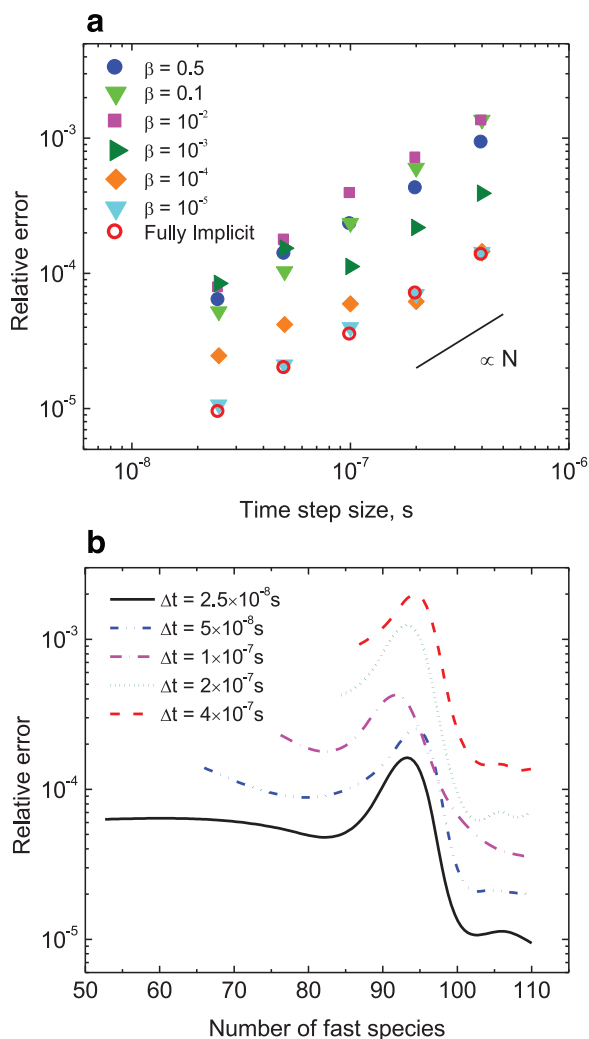 a
10⁻³
10⁻⁴
10⁻⁵
Relative error
β = 0.5
β = 0.1
β = 10⁻²
β = 10⁻³
β = 10⁻⁴
β = 10⁻⁵
Fully Implicit
∝ N
10⁻⁸
10⁻⁷
10⁻⁶
Time step size, s
b
10⁻³
10⁻⁴
10⁻⁵
Relative error
Δt = 2.5×10⁻⁸s
Δt = 5×10⁻⁸s
Δt = 1×10⁻⁷s
Δt = 2×10⁻⁷s
Δt = 4×10⁻⁷s
50 60 70 80 90 100 110
Number of fast species